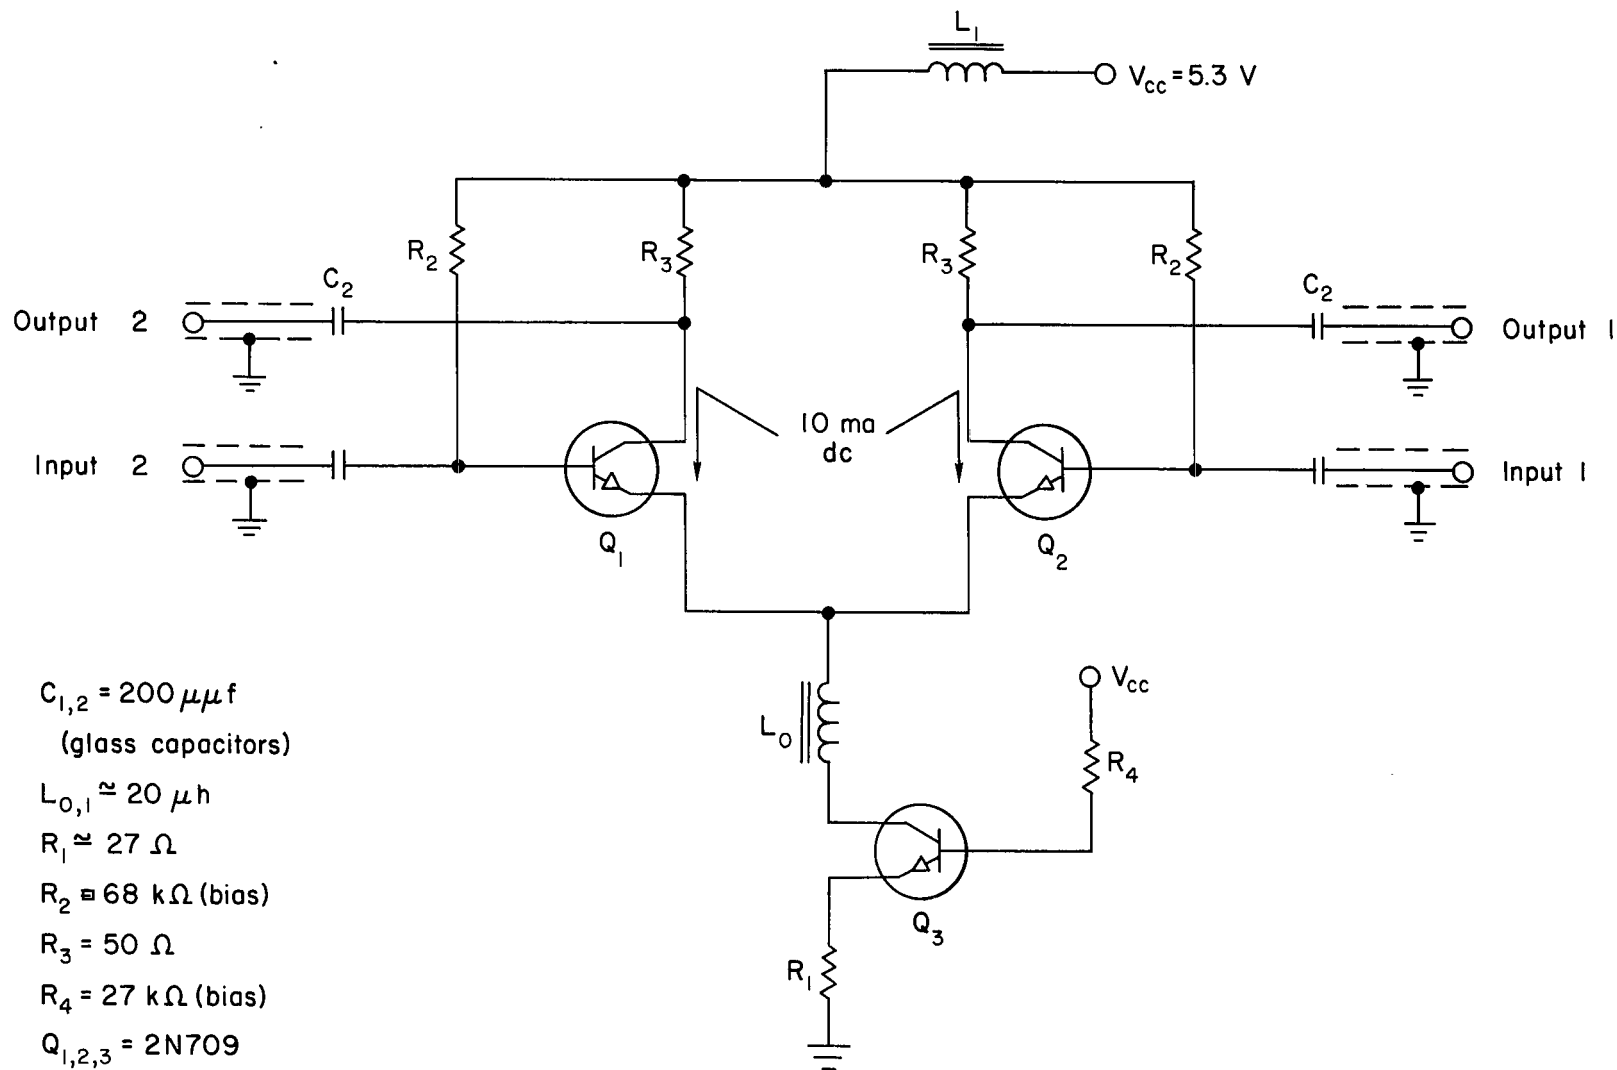 L₁
V_cc = 5.3 V
R₂
R₃
R₃
R₂
C₂
C₂
Output 2
Output 1
10 ma
dc
Input 2
Input 1
Q₁
Q₂
C₁,₂ = 200 μμf
(glass capacitors)
L₀,₁ ≃ 20 μh
R₁ ≃ 27 Ω
R₂ = 68 kΩ (bias)
R₃ = 50 Ω
R₄ = 27 kΩ (bias)
Q₁,₂,₃ = 2N709
V_cc
L₀
R₄
Q₃
R₁